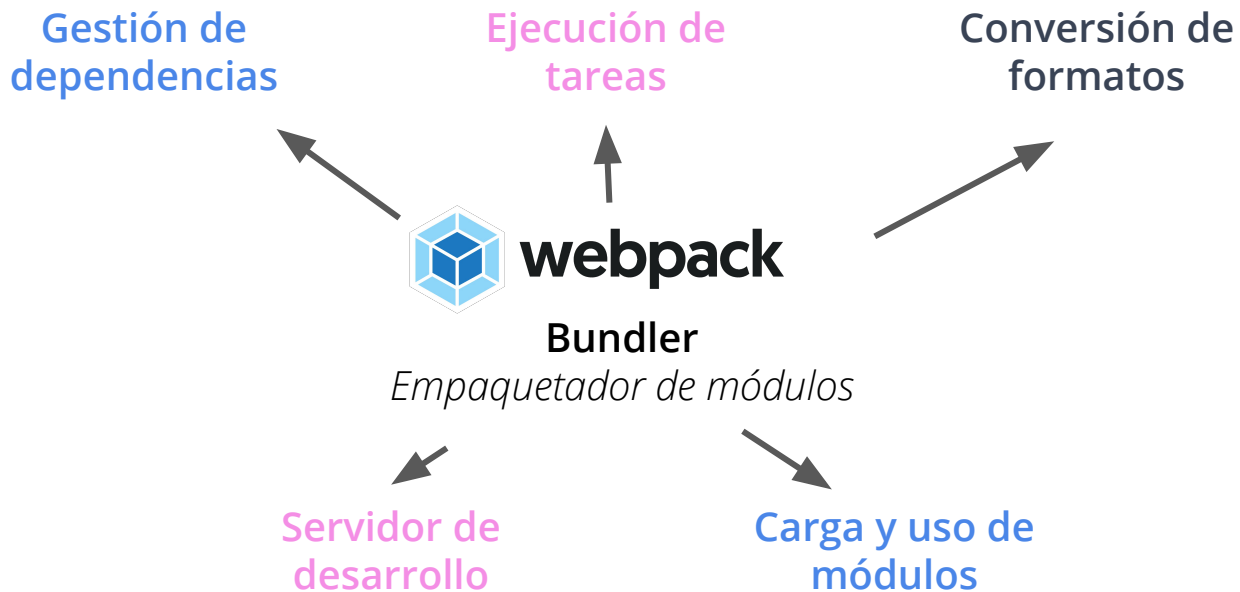 Gestión de
dependencias
Ejecución de
tareas
Conversión de
formatos
webpack
Bundler
Empaquetador de módulos
Servidor de
desarrollo
Carga y uso de
módulos